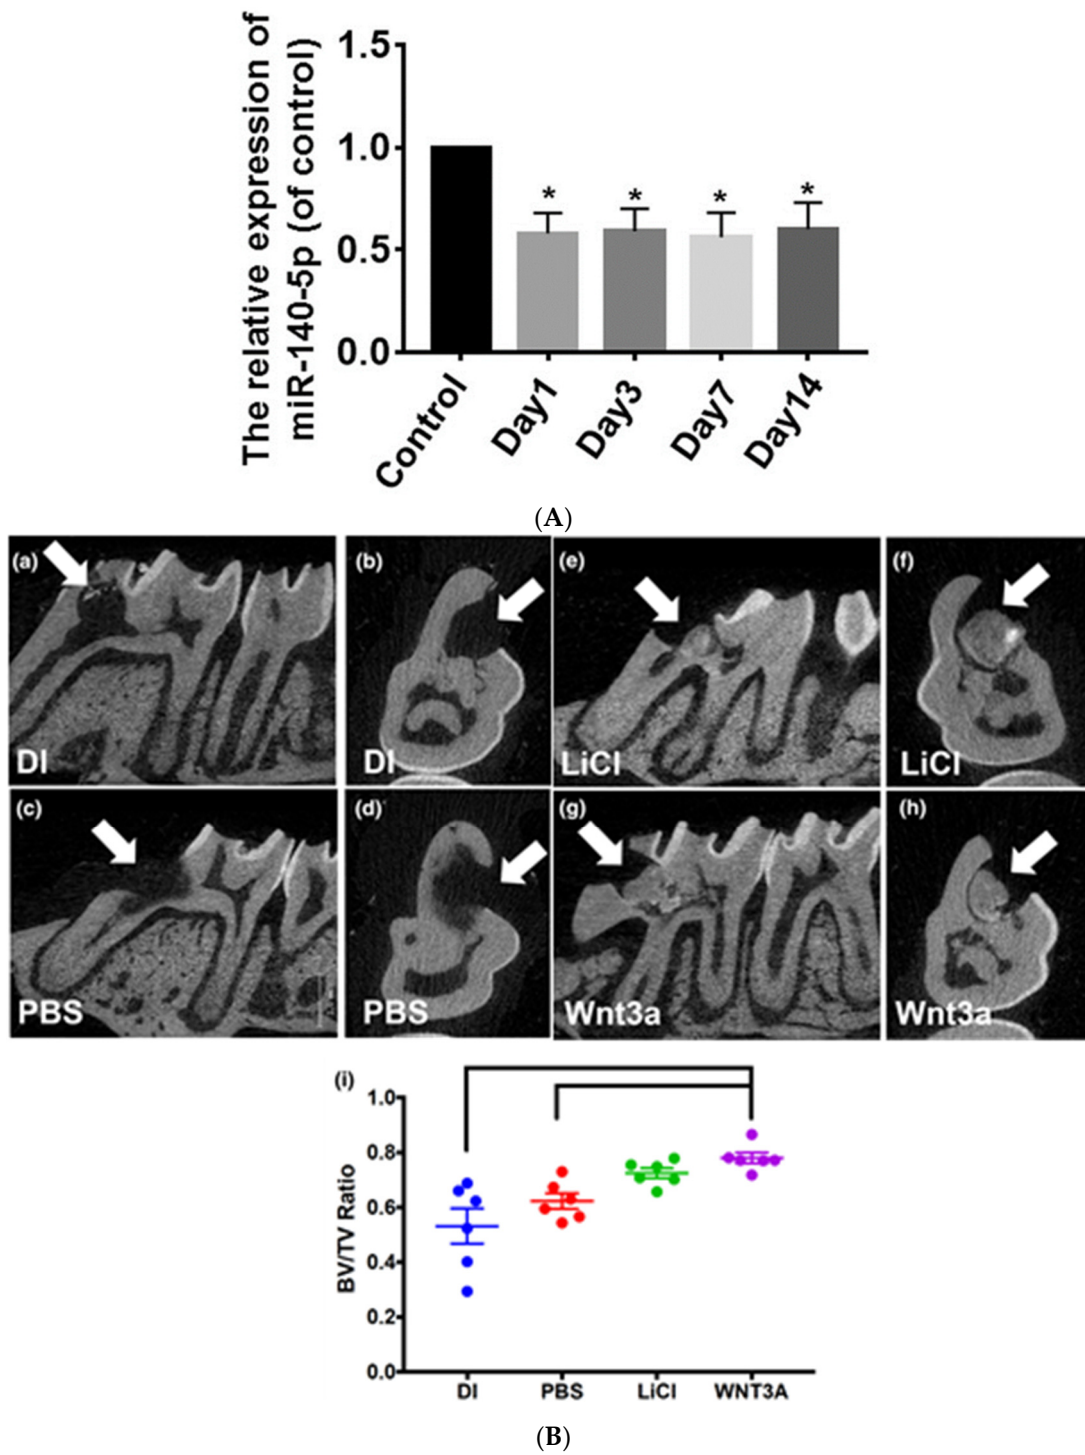 The relative expression of
miR-140-5p (of control)
1.5
1.0
0.5
0.0
*
*
*
*
Control
Day1
Day3
Day7
Day14
(A)
(a)
DI
(b)
DI
(e)
LiCl
(f)
LiCl
(c)
PBS
(d)
PBS
(g)
Wnt3a
(h)
Wnt3a
(i)
BV/TV Ratio
1.0
0.8
0.6
0.4
0.2
0.0
DI
PBS
LiCl
WNT3A
(B)